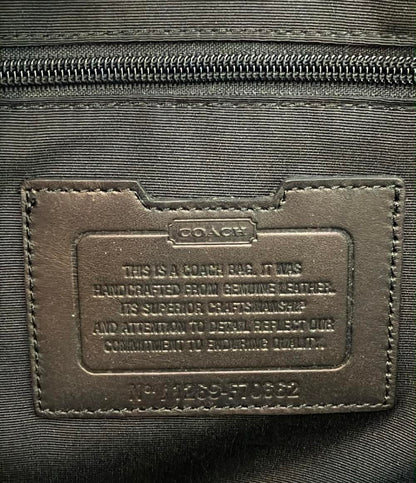 COACH
THIS IS A COACH BAG. IT WAS
HANDCRAFTED FROM GENUINE LEATHER.
ITS SUPERIOR CRAFTSMANSHIP
AND ATTENTION TO DETAIL REFLECT OUR
COMMITMENT TO ENDURING QUALITY.